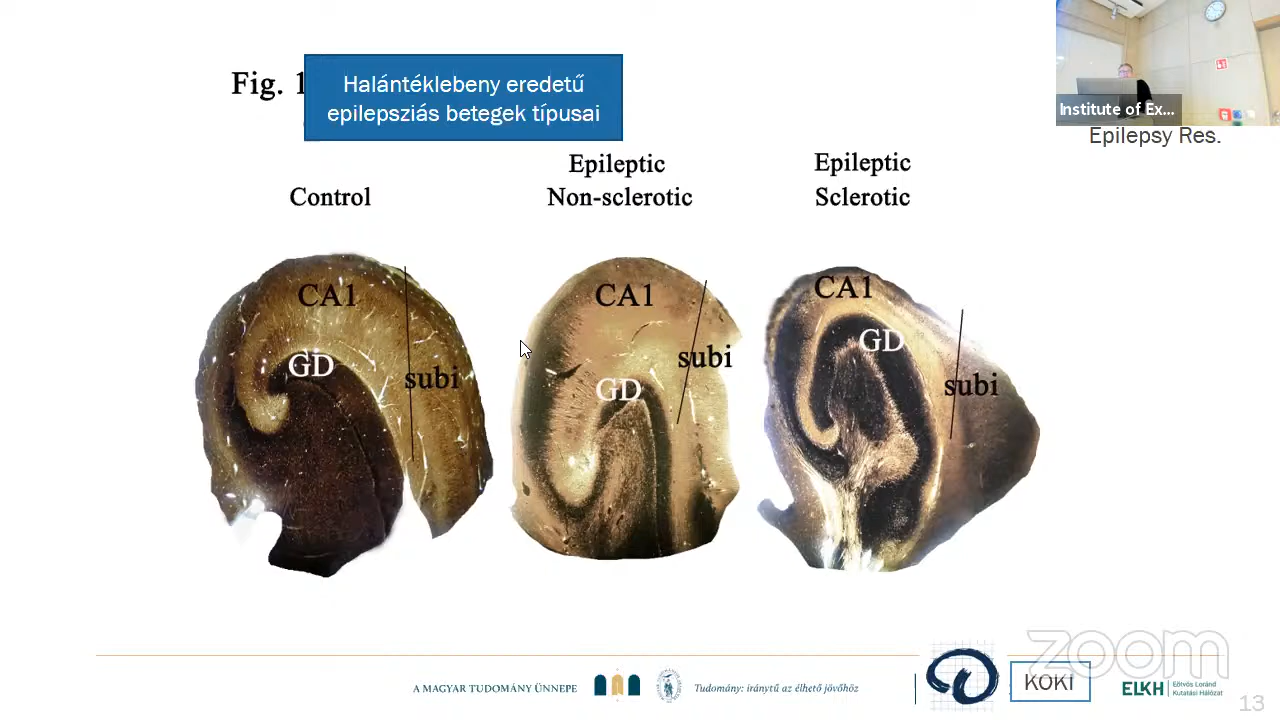 Fig. 1
Halántéklebeny eredetű
epilepsziás betegek típusai
Institute of Ex...
Epilepsy Res.
Control
Epileptic
Non-sclerotic
Epileptic
Sclerotic
CA1
GD
subi
CA1
GD
subi
CA1
GD
subi
zoom
A MAGYAR TUDOMÁNY ÜNNEPE
Tudomány: iránytű az élhető jövőhöz
KOKI
ELKH
Eötvös Loránd
Kutatási Hálózat
13